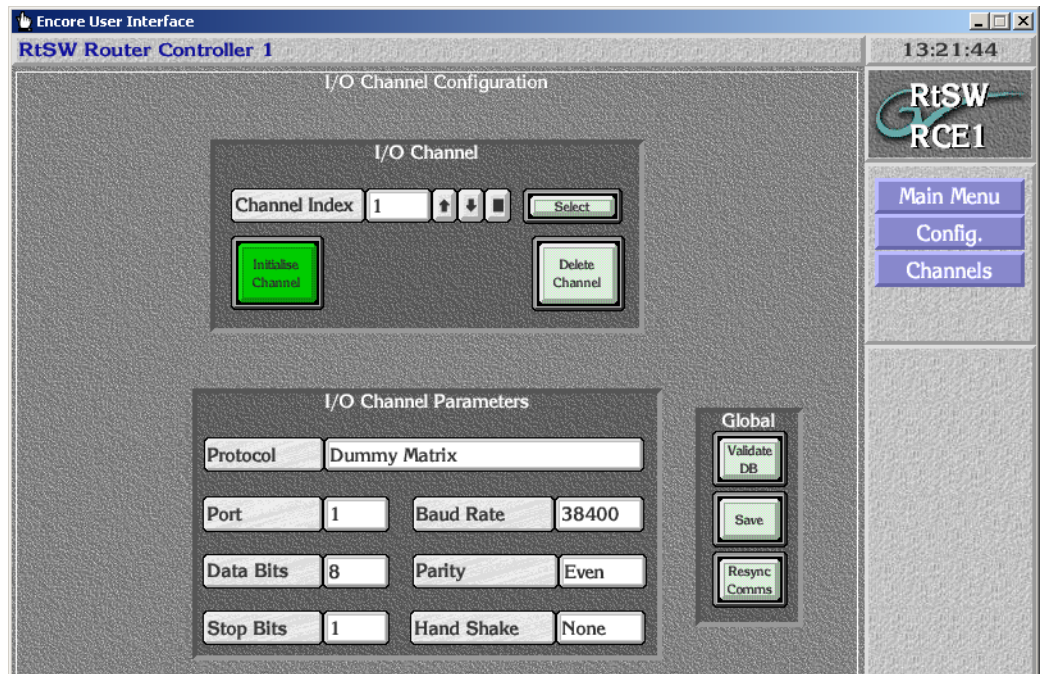 Encore User Interface
RtSW Router Controller 1
13:21:44
I/O Channel Configuration
RtSW
RCE1
I/O Channel
Channel Index 1 Select
Main Menu
Config.
Channels
Initialise
Channel
Delete
Channel
I/O Channel Parameters
Protocol Dummy Matrix
Port 1 Baud Rate 38400
Data Bits 8 Parity Even
Stop Bits 1 Hand Shake None
Global
Validate
DB
Save
Resync
Comms